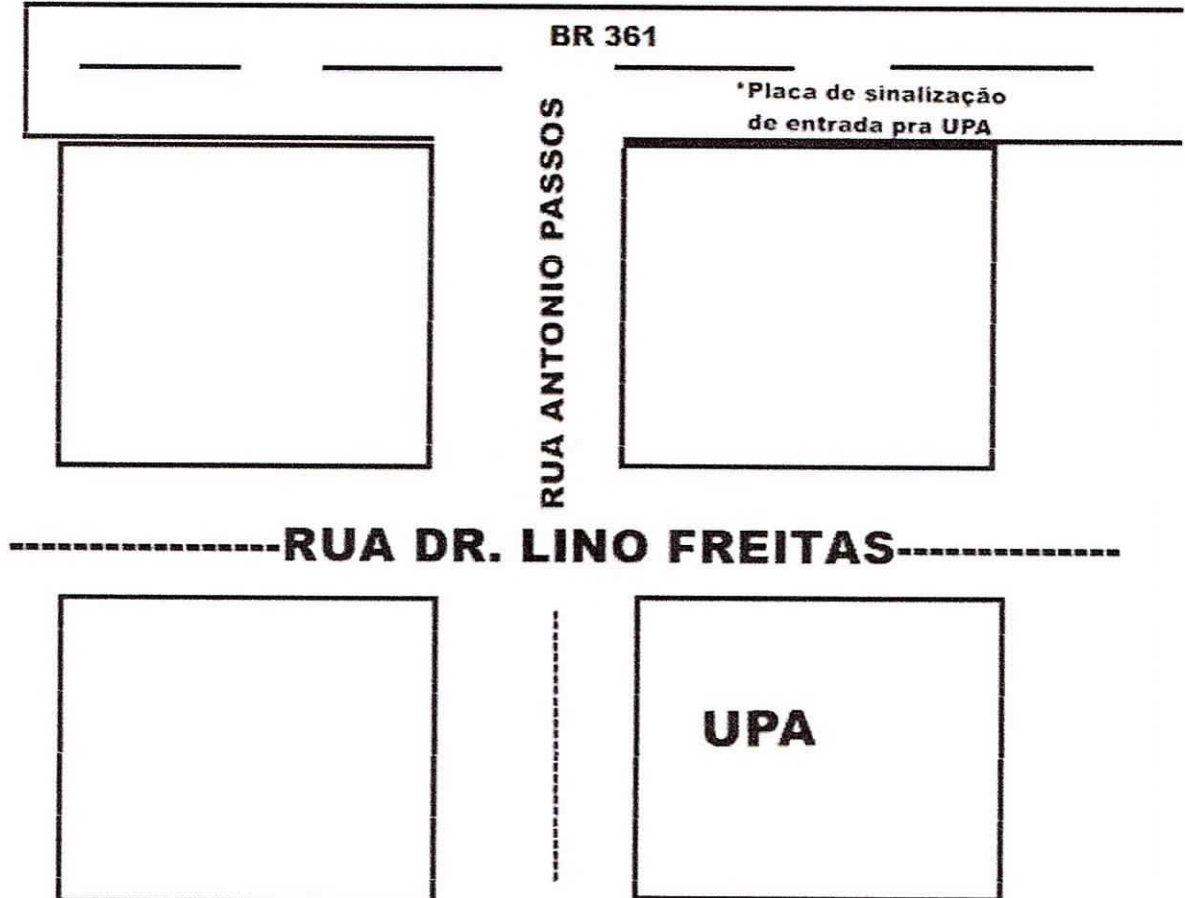 BR 361
*Placa de sinalização
de entrada pra UPA
RUA ANTONIO PASSOS
RUA DR. LINO FREITAS
UPA